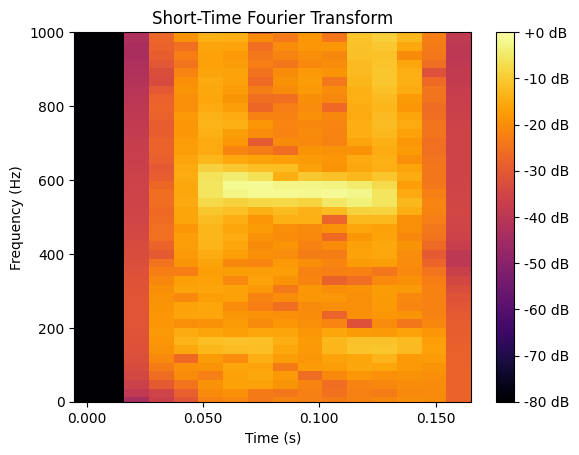 Short-Time Fourier Transform
Frequency (Hz)
1000
800
600
400
200
0
0.000
0.050
0.100
0.150
Time (s)
+0 dB
-10 dB
-20 dB
-30 dB
-40 dB
-50 dB
-60 dB
-70 dB
-80 dB